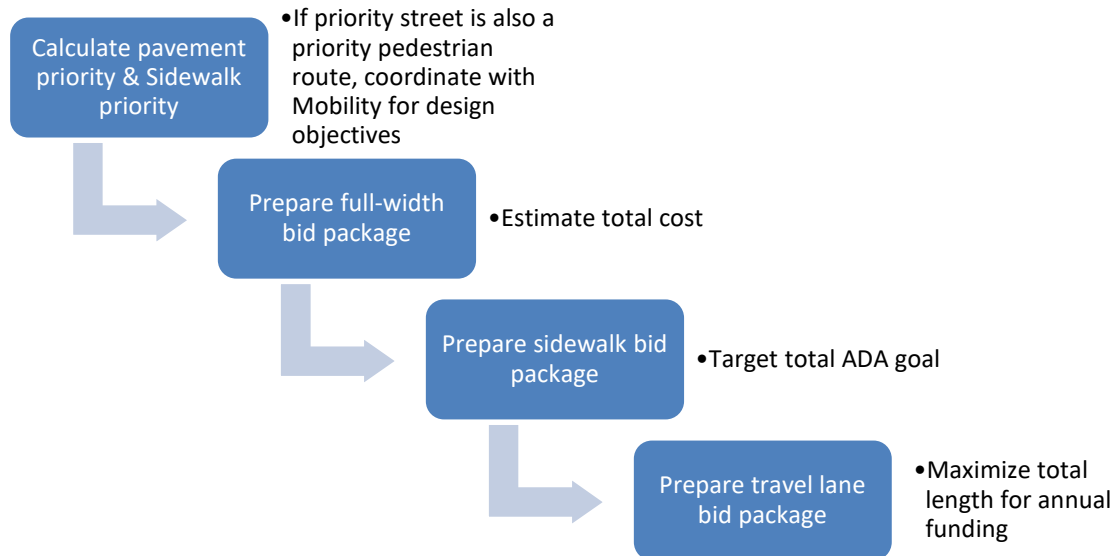 Calculate pavement
priority & Sidewalk
priority
•If priority street is also a
priority pedestrian
route, coordinate with
Mobility for design
objectives
Prepare full-width
bid package
•Estimate total cost
Prepare sidewalk bid
package
•Target total ADA goal
Prepare travel lane
bid package
•Maximize total
length for annual
funding